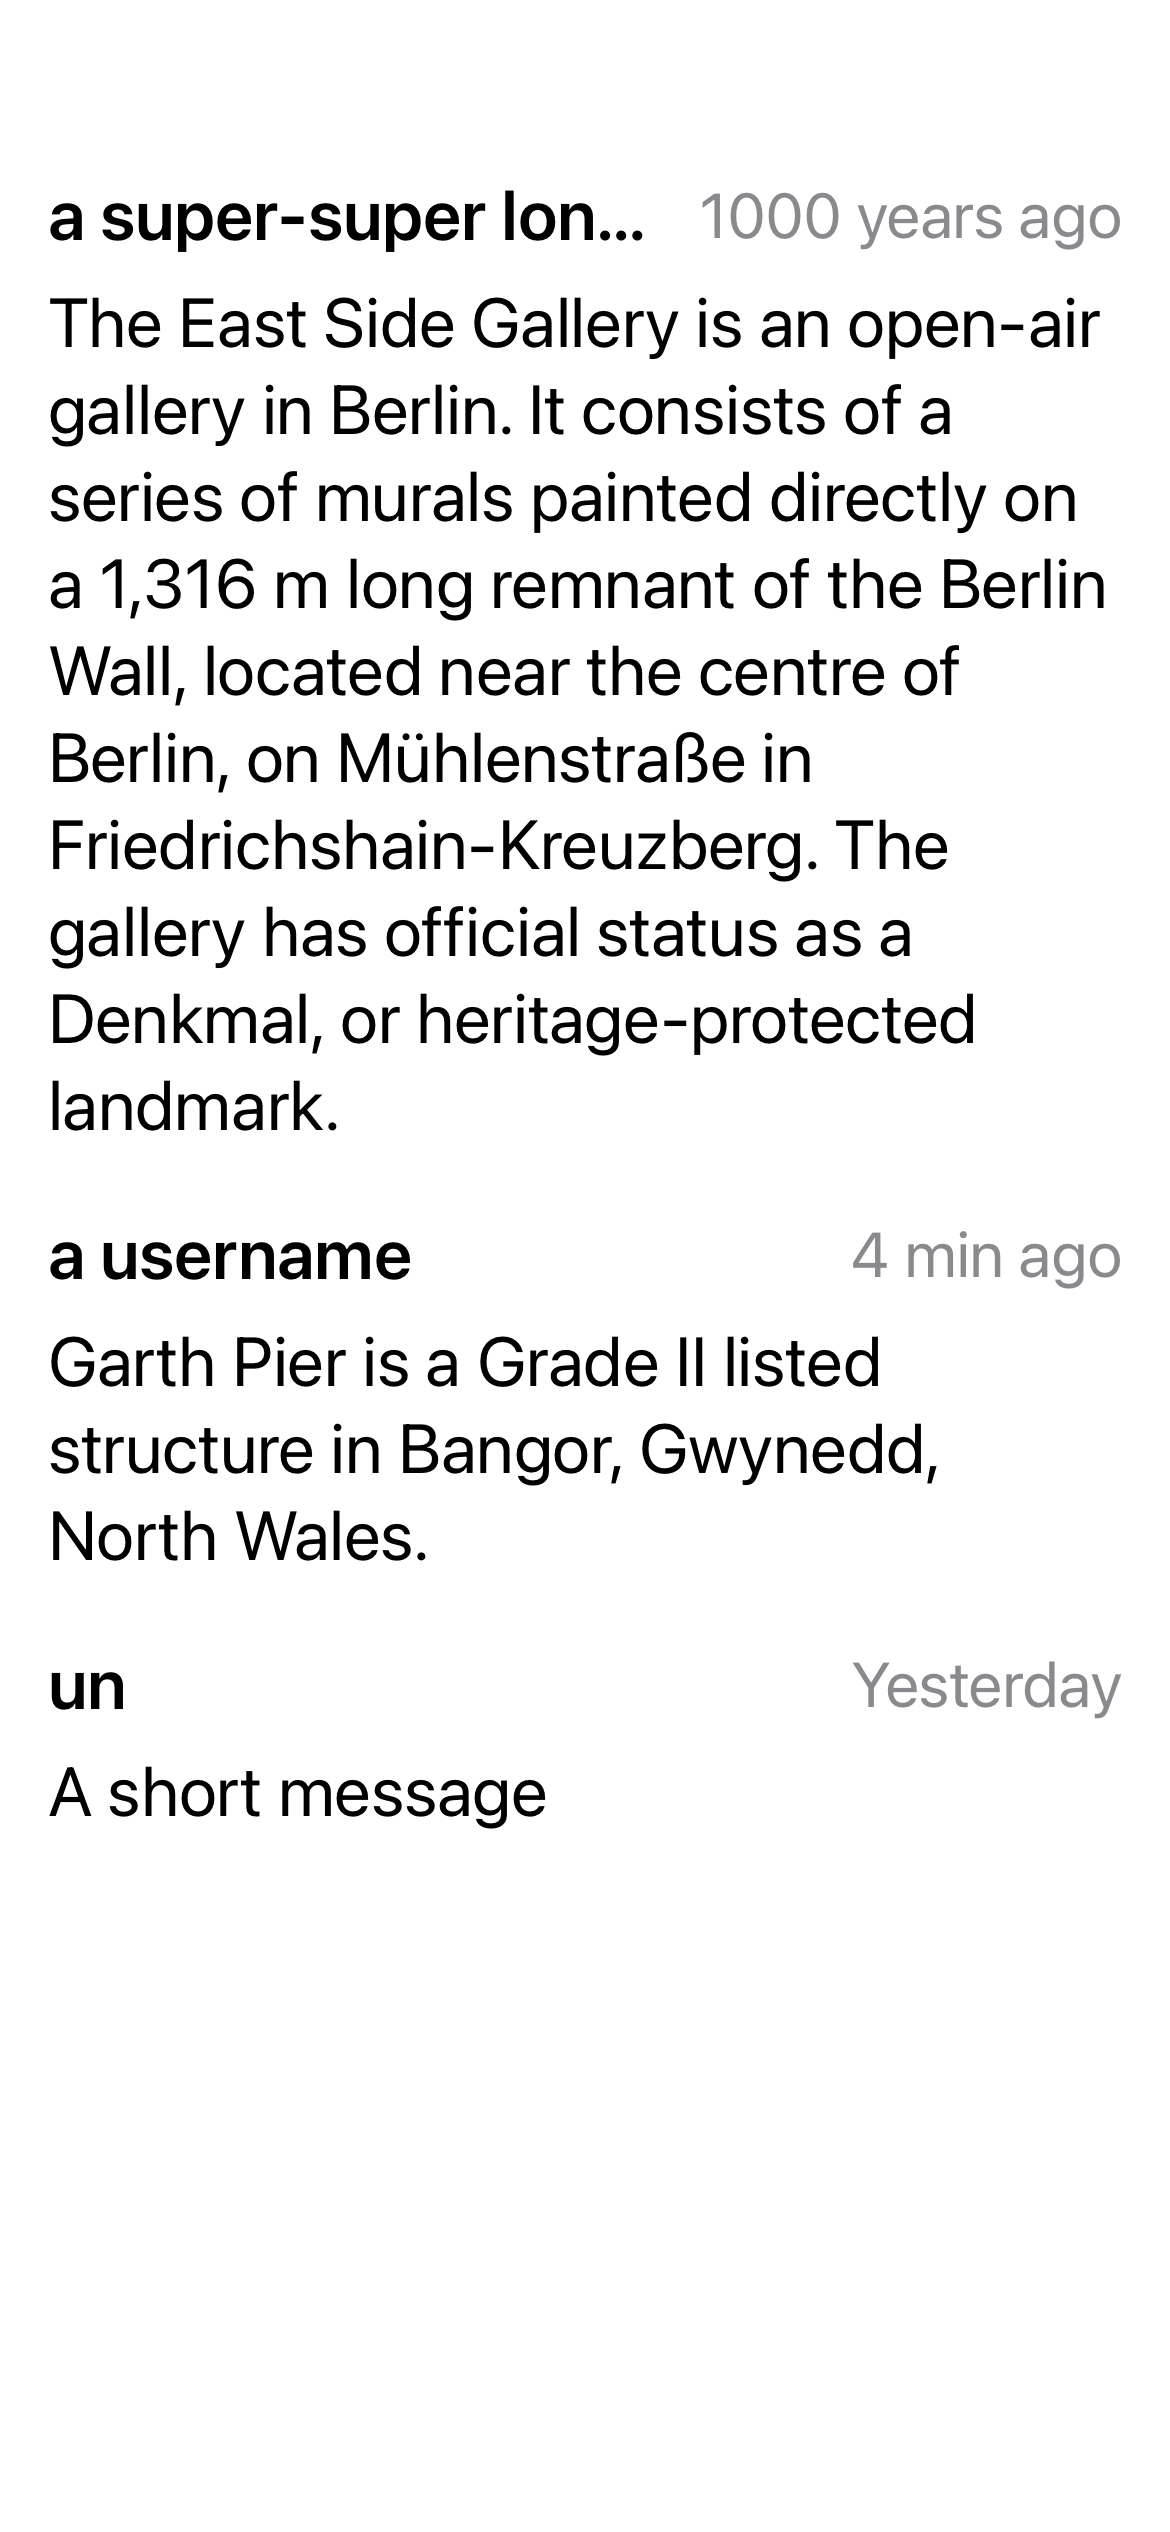 a super-super lon... 1000 years ago
The East Side Gallery is an open-air
gallery in Berlin. It consists of a
series of murals painted directly on
a 1,316 m long remnant of the Berlin
Wall, located near the centre of
Berlin, on Mühlenstraße in
Friedrichshain-Kreuzberg. The
gallery has official status as a
Denkmal, or heritage-protected
landmark.
a username 4 min ago
Garth Pier is a Grade II listed
structure in Bangor, Gwynedd,
North Wales.
un Yesterday
A short message